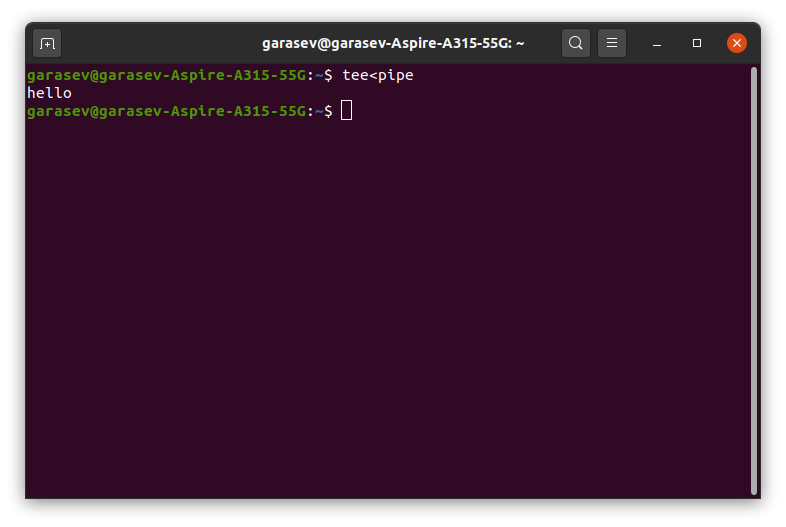 garasev@garasev-Aspire-A315-55G: ~
garasev@garasev-Aspire-A315-55G:~$ tee<pipe
hello
garasev@garasev-Aspire-A315-55G:~$